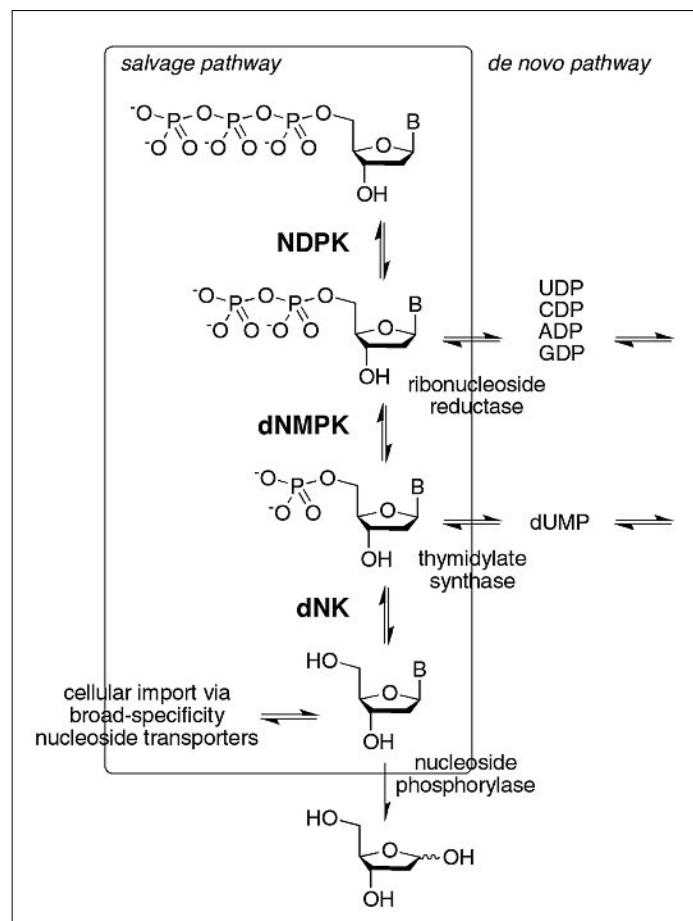 salvage pathway
de novo pathway
-O O O O B
P P P
-O O -O O -O O O
OH
NDPK
-O O O B
P P
-O O -O O O
OH
UDP
CDP
ADP
GDP
ribonucleoside
reductase
dNMPK
-O O B
P
-O O O
OH
dUMP
thymidylate
synthase
dNK
HO B
O
OH
cellular import via
broad-specificity
nucleoside transporters
nucleoside
phosphorylase
HO
O OH
OH